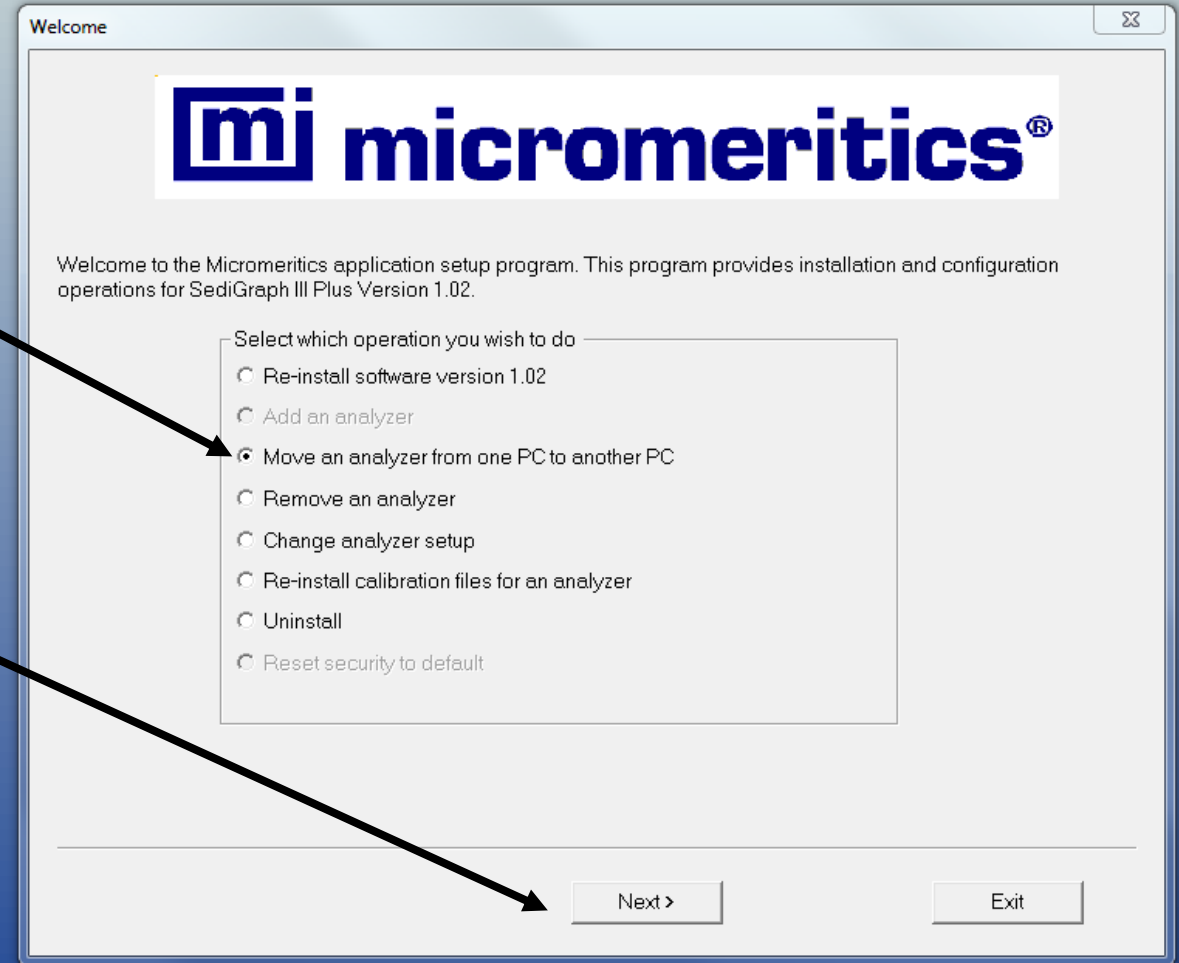 Welcome
mi micromeritics®
Welcome to the Micromeritics application setup program. This program provides installation and configuration
operations for SediGraph III Plus Version 1.02.
Select which operation you wish to do
Re-install software version 1.02
Add an analyzer
Move an analyzer from one PC to another PC
Remove an analyzer
Change analyzer setup
Re-install calibration files for an analyzer
Uninstall
Reset security to default
Next >
Exit